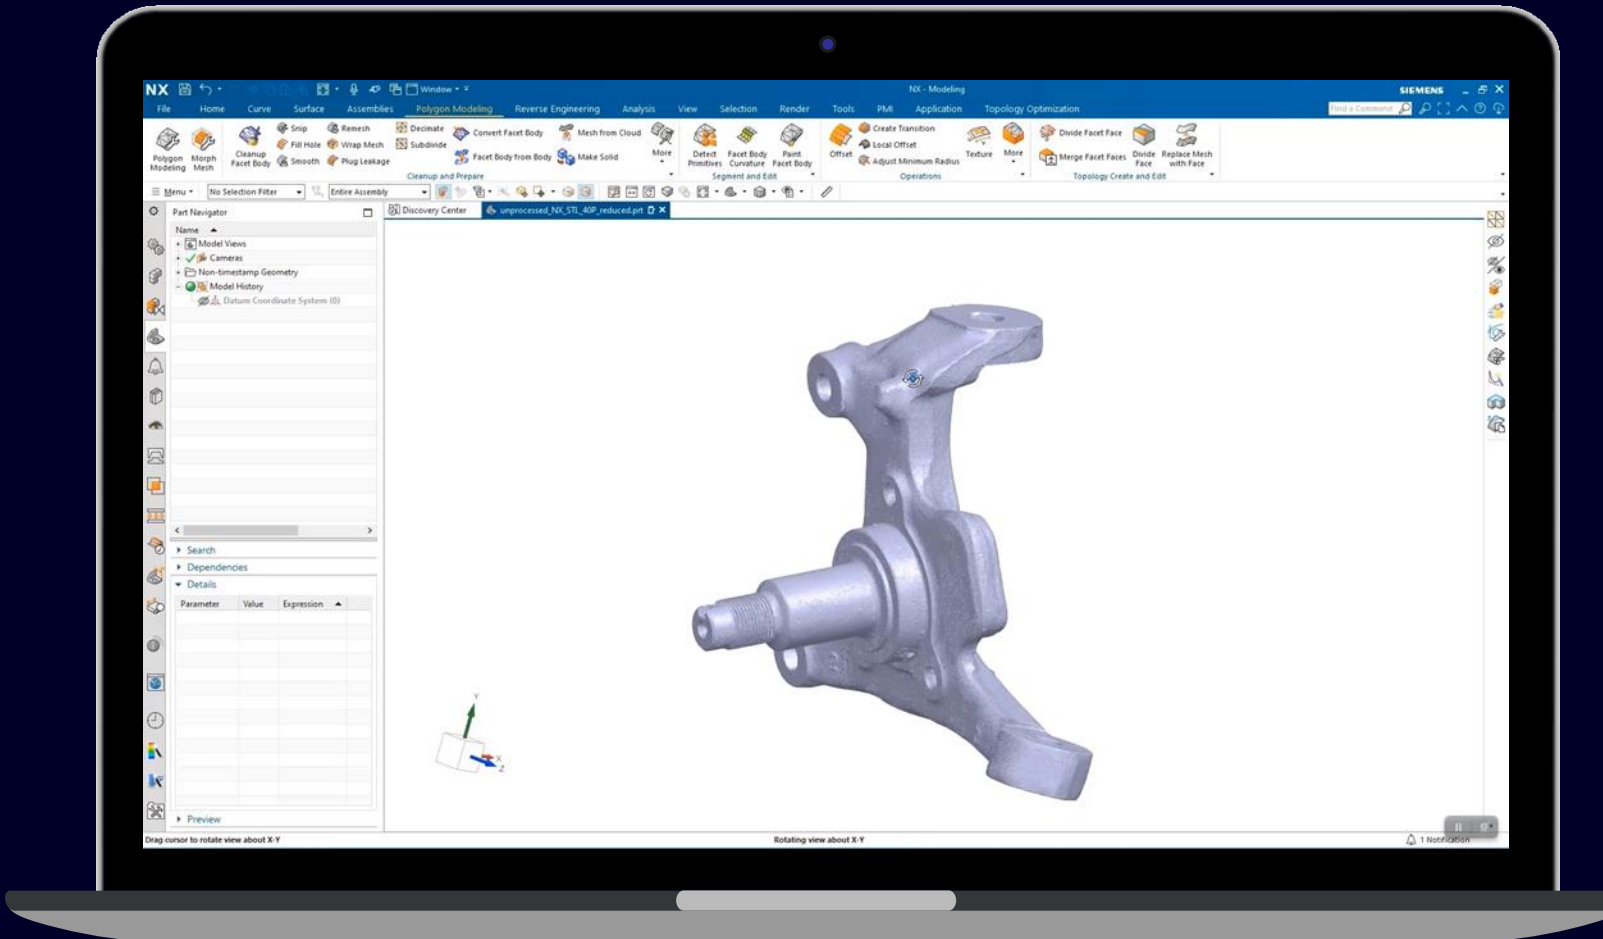 NX Window NX - Modeling SIEMENS
File Home Curve Surface Assemblies Polygon Modeling Reverse Engineering Analysis View Selection Render Tools PMI Application Topology Optimization Find a Command
Snip Remesh Decimate Convert Facet Body Mesh from Cloud Create Transition Divide Facet Face
Fill Hole Wrap Mesh Subdivide Local Offset
Polygon Modeling Morph Mesh Cleanup Facet Body Smooth Plug Leakage Facet Body from Body Make Solid More Detect Primitives Facet Body Curvature Paint Facet Body Offset Adjust Minimum Radius Texture More Merge Facet Faces Divide Face Replace Mesh with Face
Cleanup and Prepare Segment and Edit Operations Topology Create and Edit
Menu No Selection Filter Entire Assembly
Part Navigator Discovery Center unprocessed_NX_STL_40P_reduced.prt
Name
Model Views
Cameras
Non-timestamp Geometry
Model History
Datum Coordinate System (0)
Search
Dependencies
Details
Parameter Value Expression
Y
X
Z
Preview
Drag cursor to rotate view about X-Y Rotating view about X-Y 1 Notification